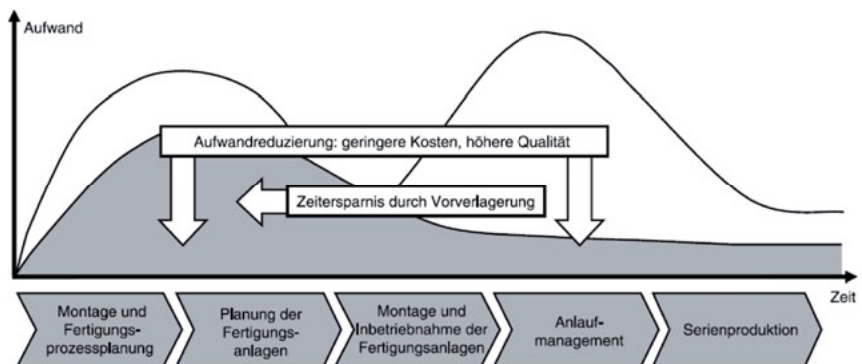 Aufwand
Aufwandreduzierung: geringere Kosten, höhere Qualität
Zeitersparnis durch Vorverlagerung
Zeit
Montage und
Fertigungs-
prozessplanung
Planung der
Fertigungs-
anlagen
Montage und
Inbetriebnahme der
Fertigungsanlagen
Anlauf-
management
Serienproduktion